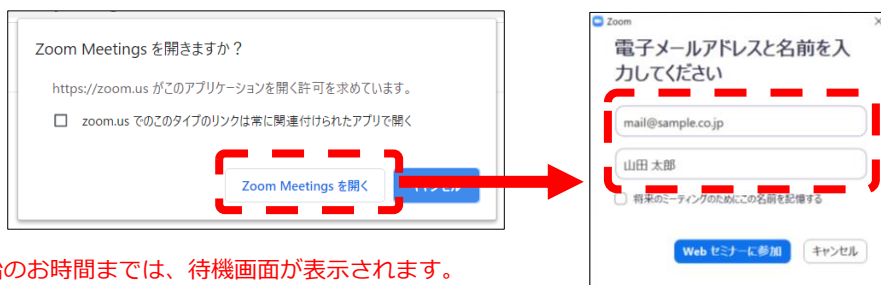 Zoom Meetings を開きますか？
https://zoom.us がこのアプリケーションを開く許可を求めています。
zoom.us でのこのタイプのリンクは常に関連付けられたアプリで開く
Zoom Meetings を開く
キャンセル
Zoom
電子メールアドレスと名前を入
力してください
mail@sample.co.jp
山田 太郎
将来のミーティングのためにこの名前を記憶する
Web セミナーに参加 キャンセル
のお時間までは、待機画面が表示されます。